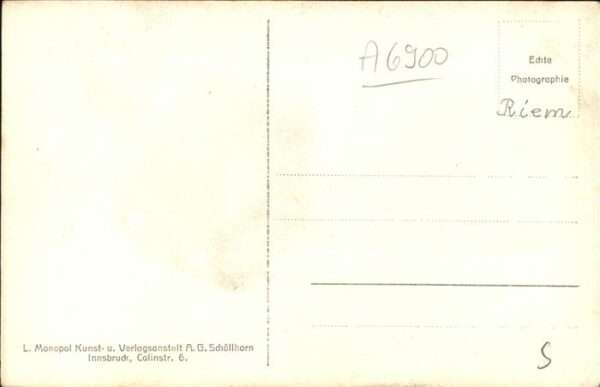 A6900
Echte
Photographie
Riem
L. Monopol Kunst- u. Verlagsanstalt A. G. Schöllhorn
Innsbruck, Colinstr. 6.
S